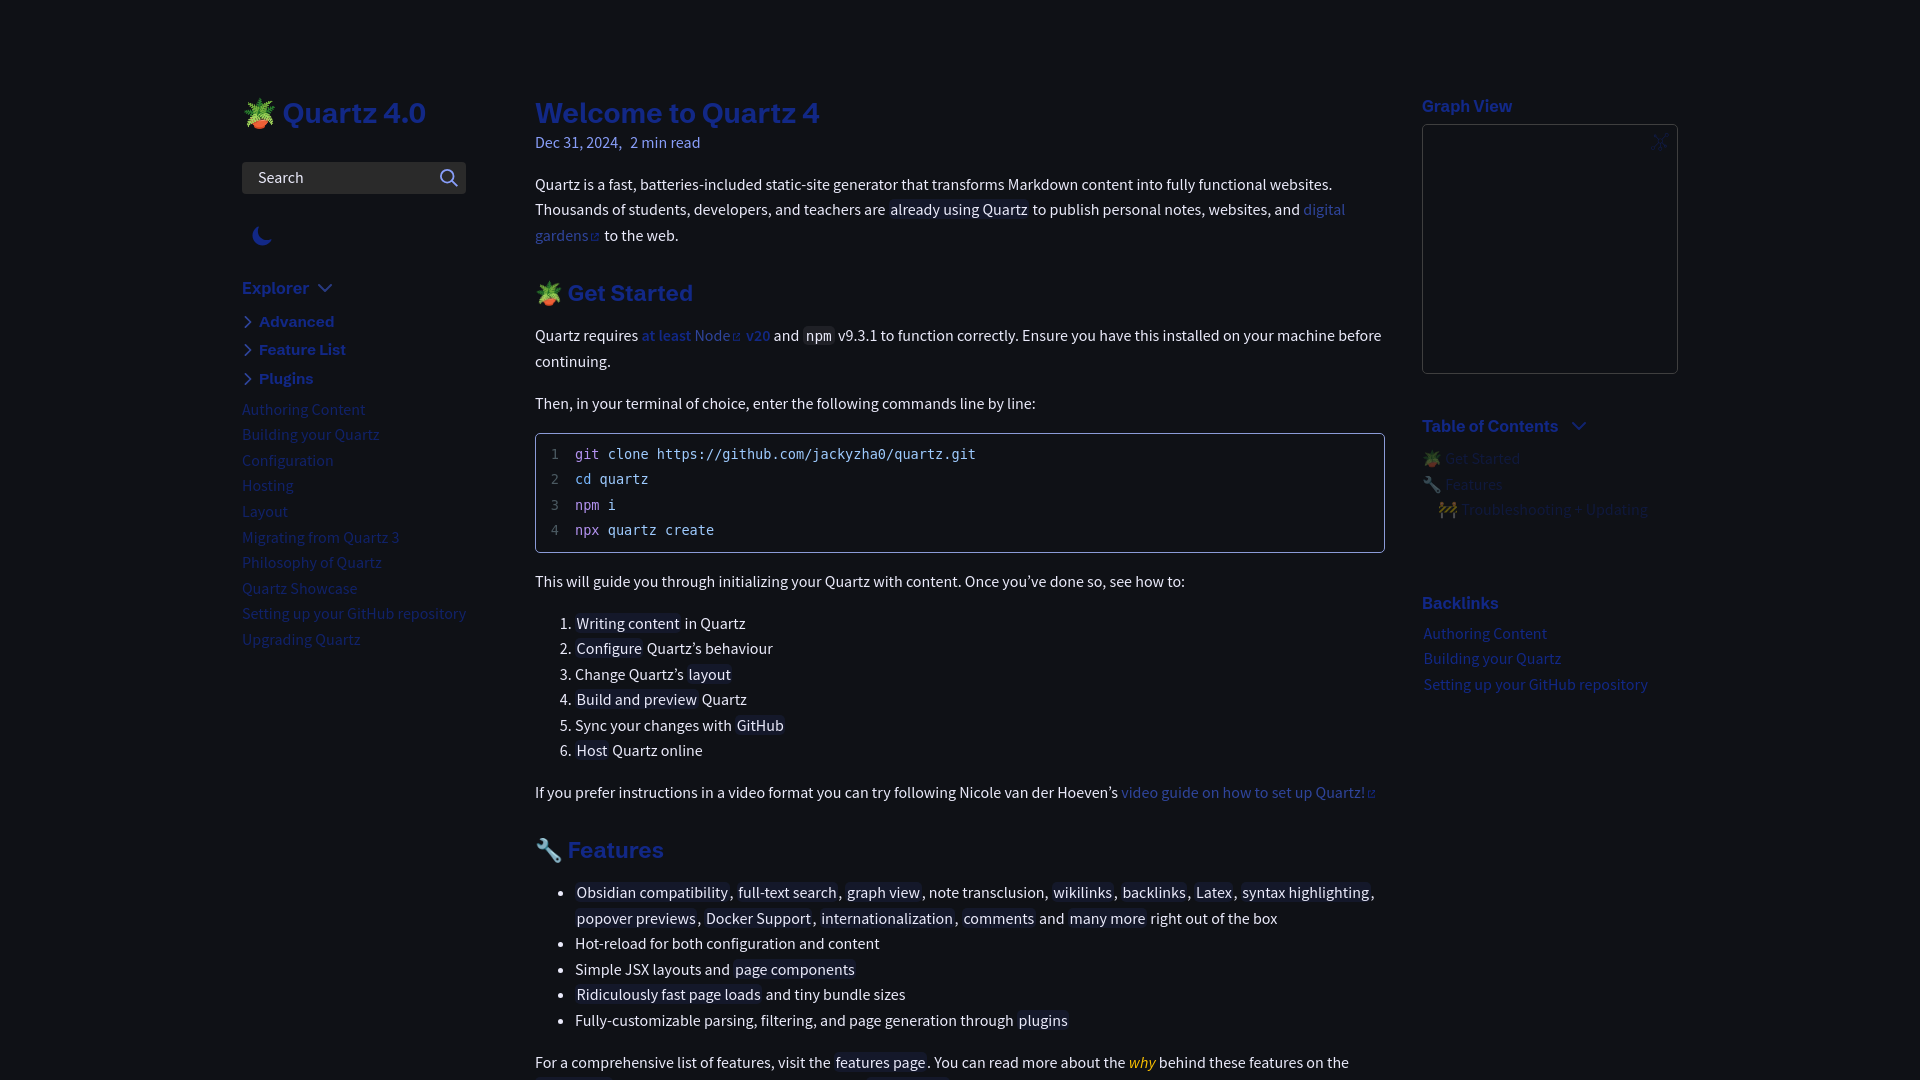 🪴 Quartz 4.0
Search
Explorer
Advanced
Feature List
Plugins
Authoring Content
Building your Quartz
Configuration
Hosting
Layout
Migrating from Quartz 3
Philosophy of Quartz
Quartz Showcase
Setting up your GitHub repository
Upgrading Quartz
Welcome to Quartz 4
Dec 31, 2024, 2 min read
Quartz is a fast, batteries-included static-site generator that transforms Markdown content into fully functional websites.
Thousands of students, developers, and teachers are already using Quartz to publish personal notes, websites, and digital
gardens to the web.
🪴 Get Started
Quartz requires at least Node v20 and npm v9.3.1 to function correctly. Ensure you have this installed on your machine before
continuing.
Then, in your terminal of choice, enter the following commands line by line:
1 git clone https://github.com/jackyzha0/quartz.git
2 cd quartz
3 npm i
4 npx quartz create
This will guide you through initializing your Quartz with content. Once you’ve done so, see how to:
1. Writing content in Quartz
2. Configure Quartz’s behaviour
3. Change Quartz’s layout
4. Build and preview Quartz
5. Sync your changes with GitHub
6. Host Quartz online
If you prefer instructions in a video format you can try following Nicole van der Hoeven’s video guide on how to set up Quartz!
🔧 Features
• Obsidian compatibility, full-text search, graph view, note transclusion, wikilinks, backlinks, Latex, syntax highlighting,
popover previews, Docker Support, internationalization, comments and many more right out of the box
• Hot-reload for both configuration and content
• Simple JSX layouts and page components
• Ridiculously fast page loads and tiny bundle sizes
• Fully-customizable parsing, filtering, and page generation through plugins
For a comprehensive list of features, visit the features page. You can read more about the why behind these features on the
Graph View
Table of Contents
🪴 Get Started
🔧 Features
🚧 Troubleshooting + Updating
Backlinks
Authoring Content
Building your Quartz
Setting up your GitHub repository